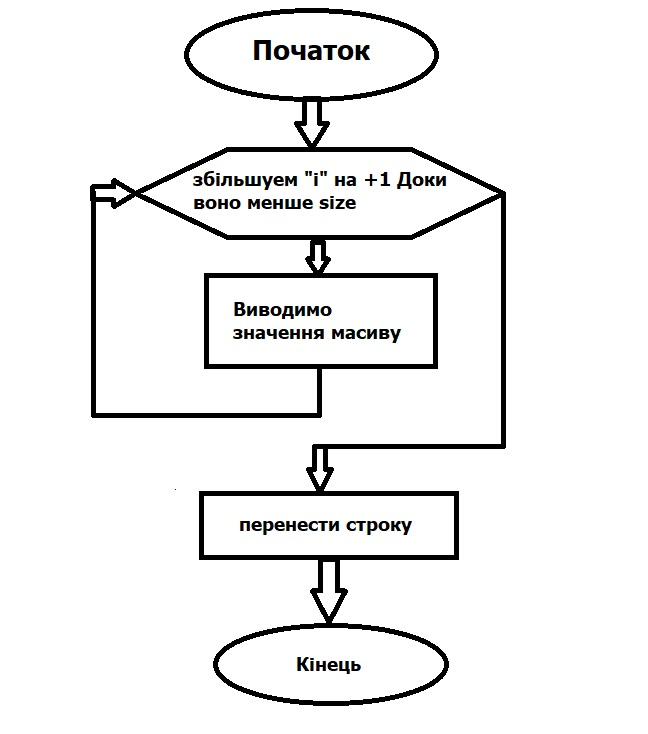 Початок
збільшуем "i" на +1 Доки
воно менше size
Виводимо
значення масиву
перенести строку
Кінець